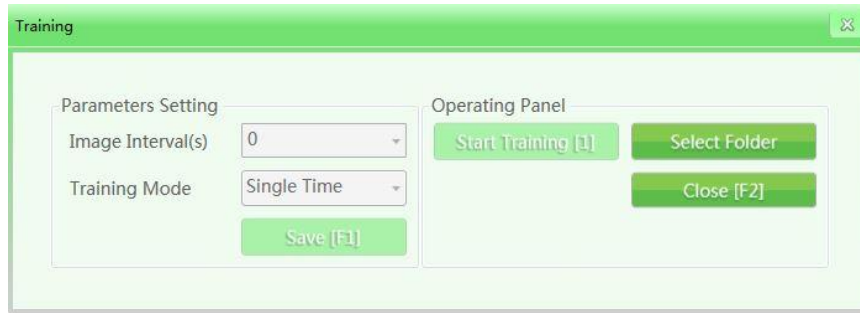 Training
Parameters Setting
Image Interval(s) 0
Training Mode Single Time
Save [F1]
Operating Panel
Start Training [1] Select Folder
Close [F2]